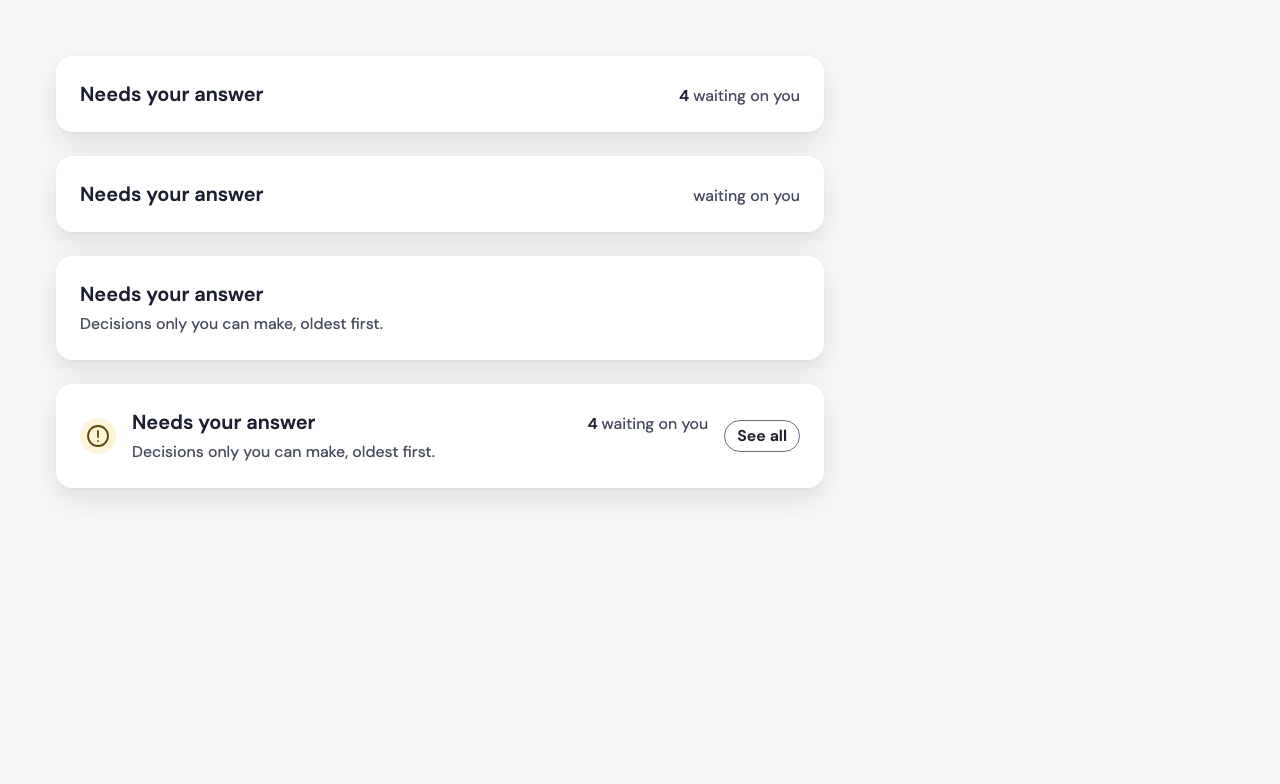 Needs your answer 4 waiting on you
Needs your answer waiting on you
Needs your answer
Decisions only you can make, oldest first.
Needs your answer 4 waiting on you See all
Decisions only you can make, oldest first.